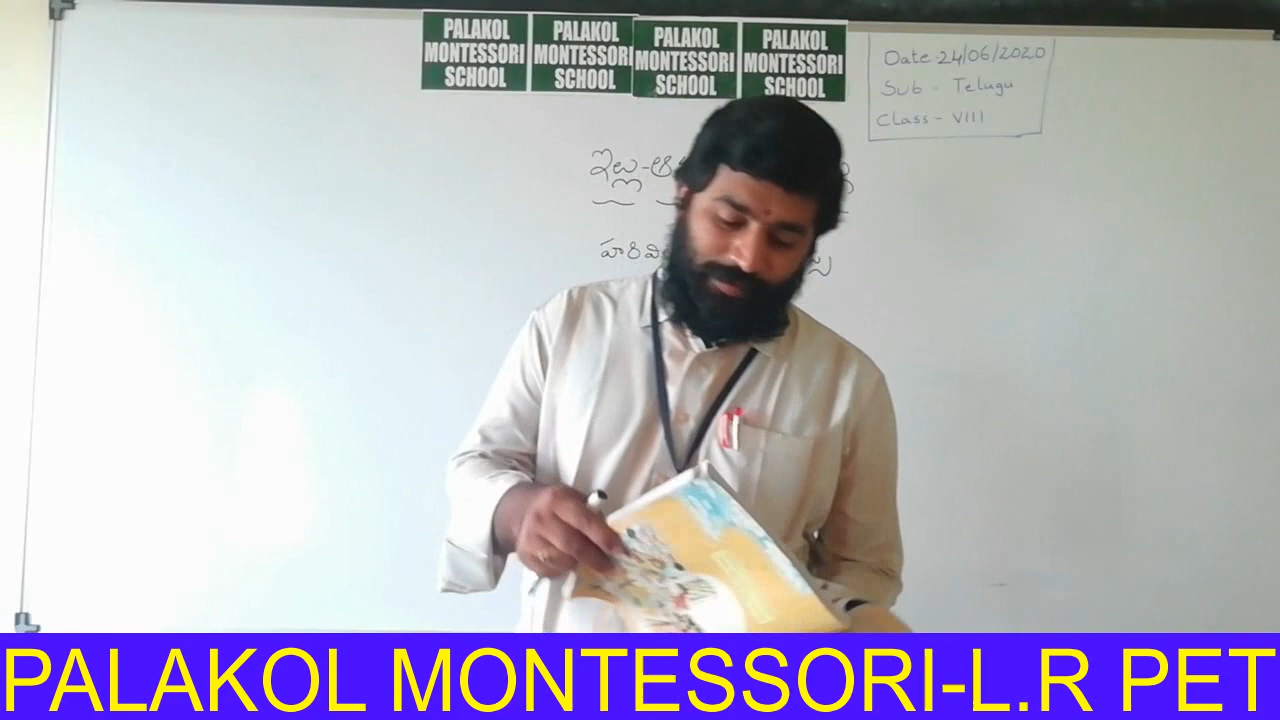 PALAKOL MONTESSORI SCHOOL
PALAKOL MONTESSORI SCHOOL
PALAKOL MONTESSORI SCHOOL
PALAKOL MONTESSORI SCHOOL
Date 24/06/2020
Sub - Telugu
Class - VIII
ఇల్లు-
PALAKOL MONTESSORI-L.R PET